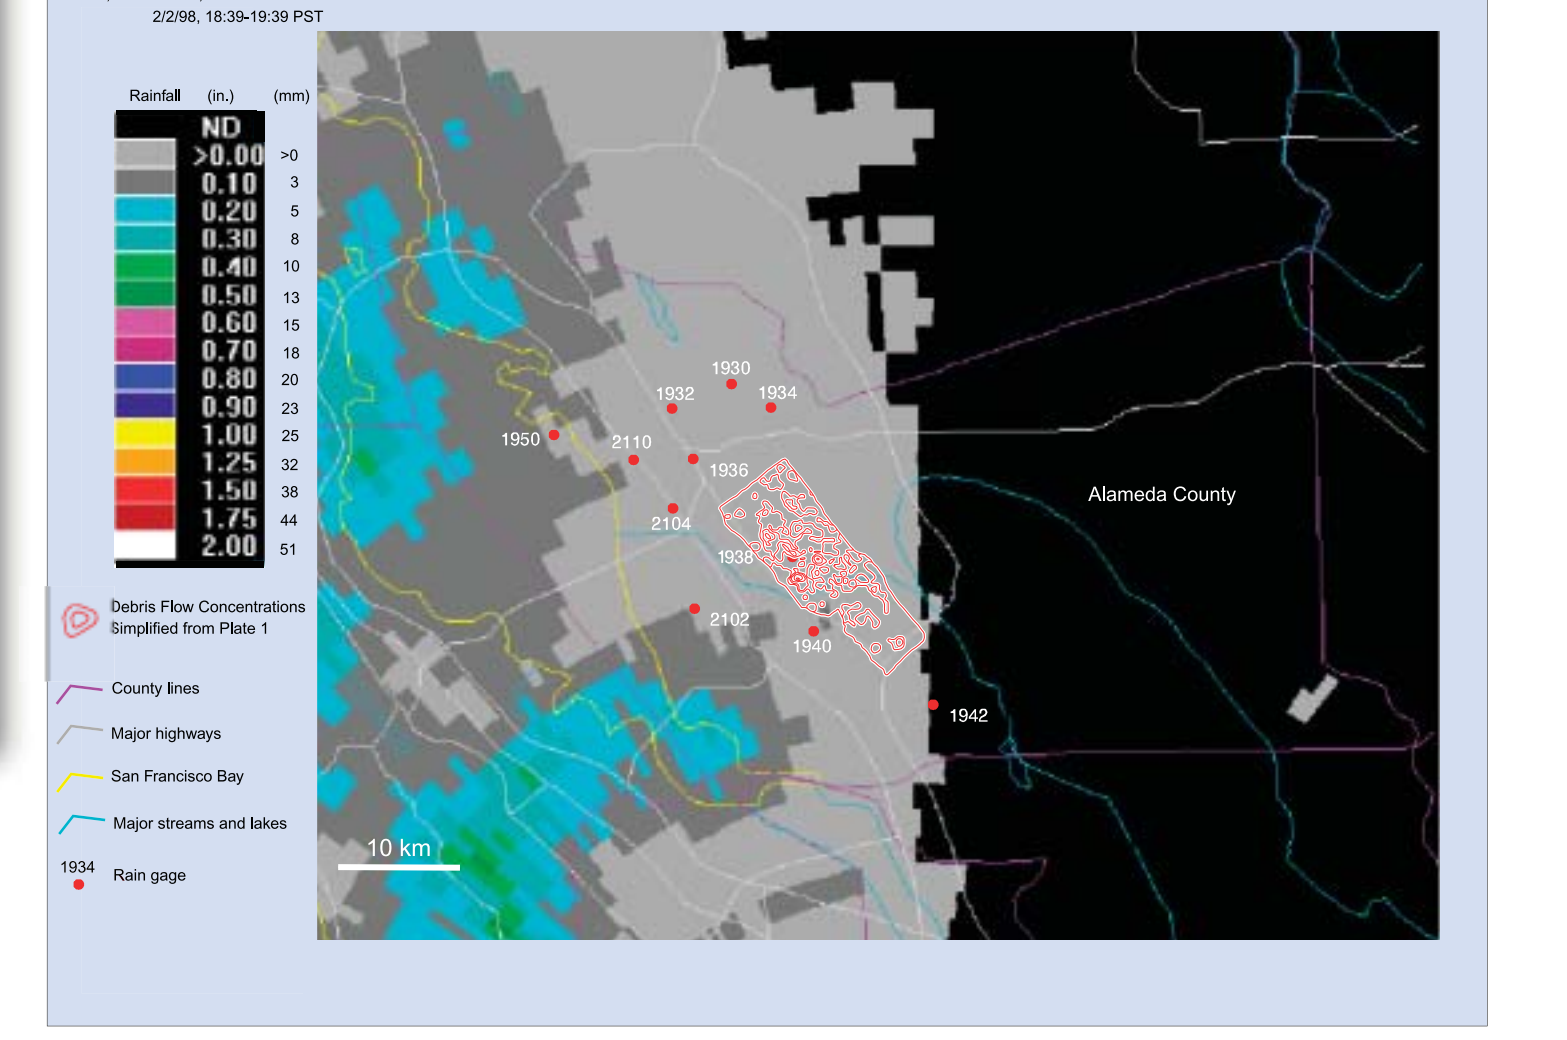 2/2/98, 18:39-19:39 PST
Rainfall (in.) (mm)
ND
>0.00 >0
0.10 3
0.20 5
0.30 8
0.40 10
0.50 13
0.60 15
0.70 18
0.80 20
0.90 23
1.00 25
1.25 32
1.50 38
1.75 44
2.00 51
Debris Flow Concentrations
Simplified from Plate 1
County lines
Major highways
San Francisco Bay
Major streams and lakes
1934
Rain gage
1930
1932
1934
1950
2110
1936
2104
1938
2102
1940
1942
Alameda County
10 km